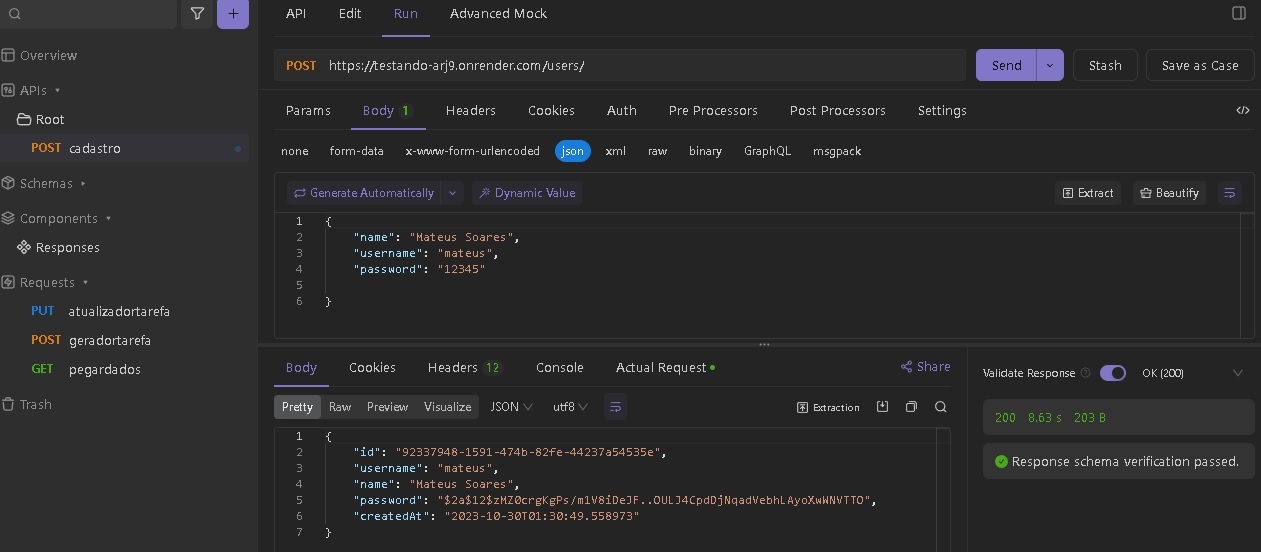 API Edit Run Advanced Mock
POST https://testando-arj9.onrender.com/users/ Send Stash Save as Case
Params Body 1 Headers Cookies Auth Pre Processors Post Processors Settings
none form-data x-www-form-urlencoded json xml raw binary GraphQL msgpack
Generate Automatically Dynamic Value Extract Beautify
1 {
2 "name": "Mateus Soares",
3 "username": "mateus",
4 "password": "12345"
5
6 }
Overview
APIs
Root
POST cadastro
Schemas
Components
Responses
Requests
PUT atualizadortarefa
POST geradortarefa
GET pegardados
Trash
Body Cookies Headers 12 Console Actual Request Share
Pretty Raw Preview Visualize JSON utf8 Extraction
1 {
2 "id": "92337948-1591-474b-82fe-44237a54535e",
3 "username": "mateus",
4 "name": "Mateus Soares",
5 "password": "$2a$12$zMZ0crgKgPs/m1V8iDeJF..OULJ4CpdDjNqadVebhLAyoXwWNVTTO",
6 "createdAt": "2023-10-30T01:30:49.558973"
7 }
Validate Response OK (200)
200 8.63 s 203 B
Response schema verification passed.